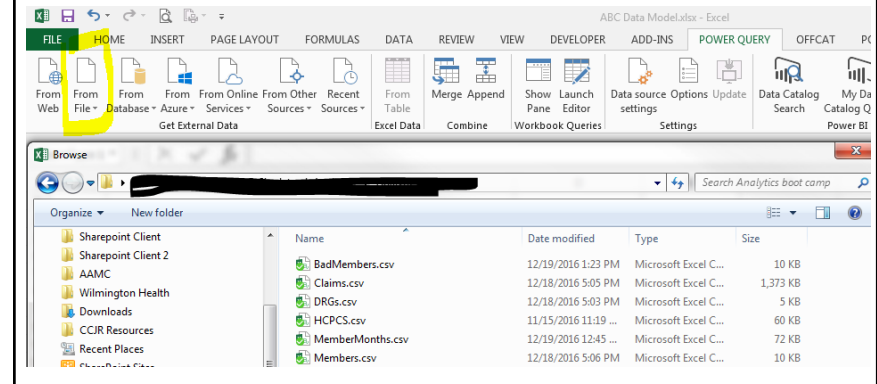 ABC Data Model.xlsx - Excel
FILE HOME INSERT PAGE LAYOUT FORMULAS DATA REVIEW VIEW DEVELOPER ADD-INS POWER QUERY OFFCAT
From Web From File From Database From Azure From Online Services From Other Sources Recent Sources From Table Merge Append Show Pane Launch Editor Data source settings Options Update Data Catalog Search My Da Catalog Q
Get External Data Excel Data Combine Workbook Queries Settings Power BI
Browse
Search Analytics boot camp
Organize New folder
Sharepoint Client Name Date modified Type Size
Sharepoint Client 2 BadMembers.csv 12/19/2016 1:23 PM Microsoft Excel C... 10 KB
AAMC Claims.csv 12/18/2016 5:05 PM Microsoft Excel C... 1,373 KB
Wilmington Health DRGs.csv 12/18/2016 5:03 PM Microsoft Excel C... 5 KB
Downloads HCPCS.csv 11/15/2016 11:19 ... Microsoft Excel C... 60 KB
CCJR Resources MemberMonths.csv 12/19/2016 12:45 ... Microsoft Excel C... 72 KB
Recent Places Members.csv 12/18/2016 5:06 PM Microsoft Excel C... 10 KB
SharePoint Sites